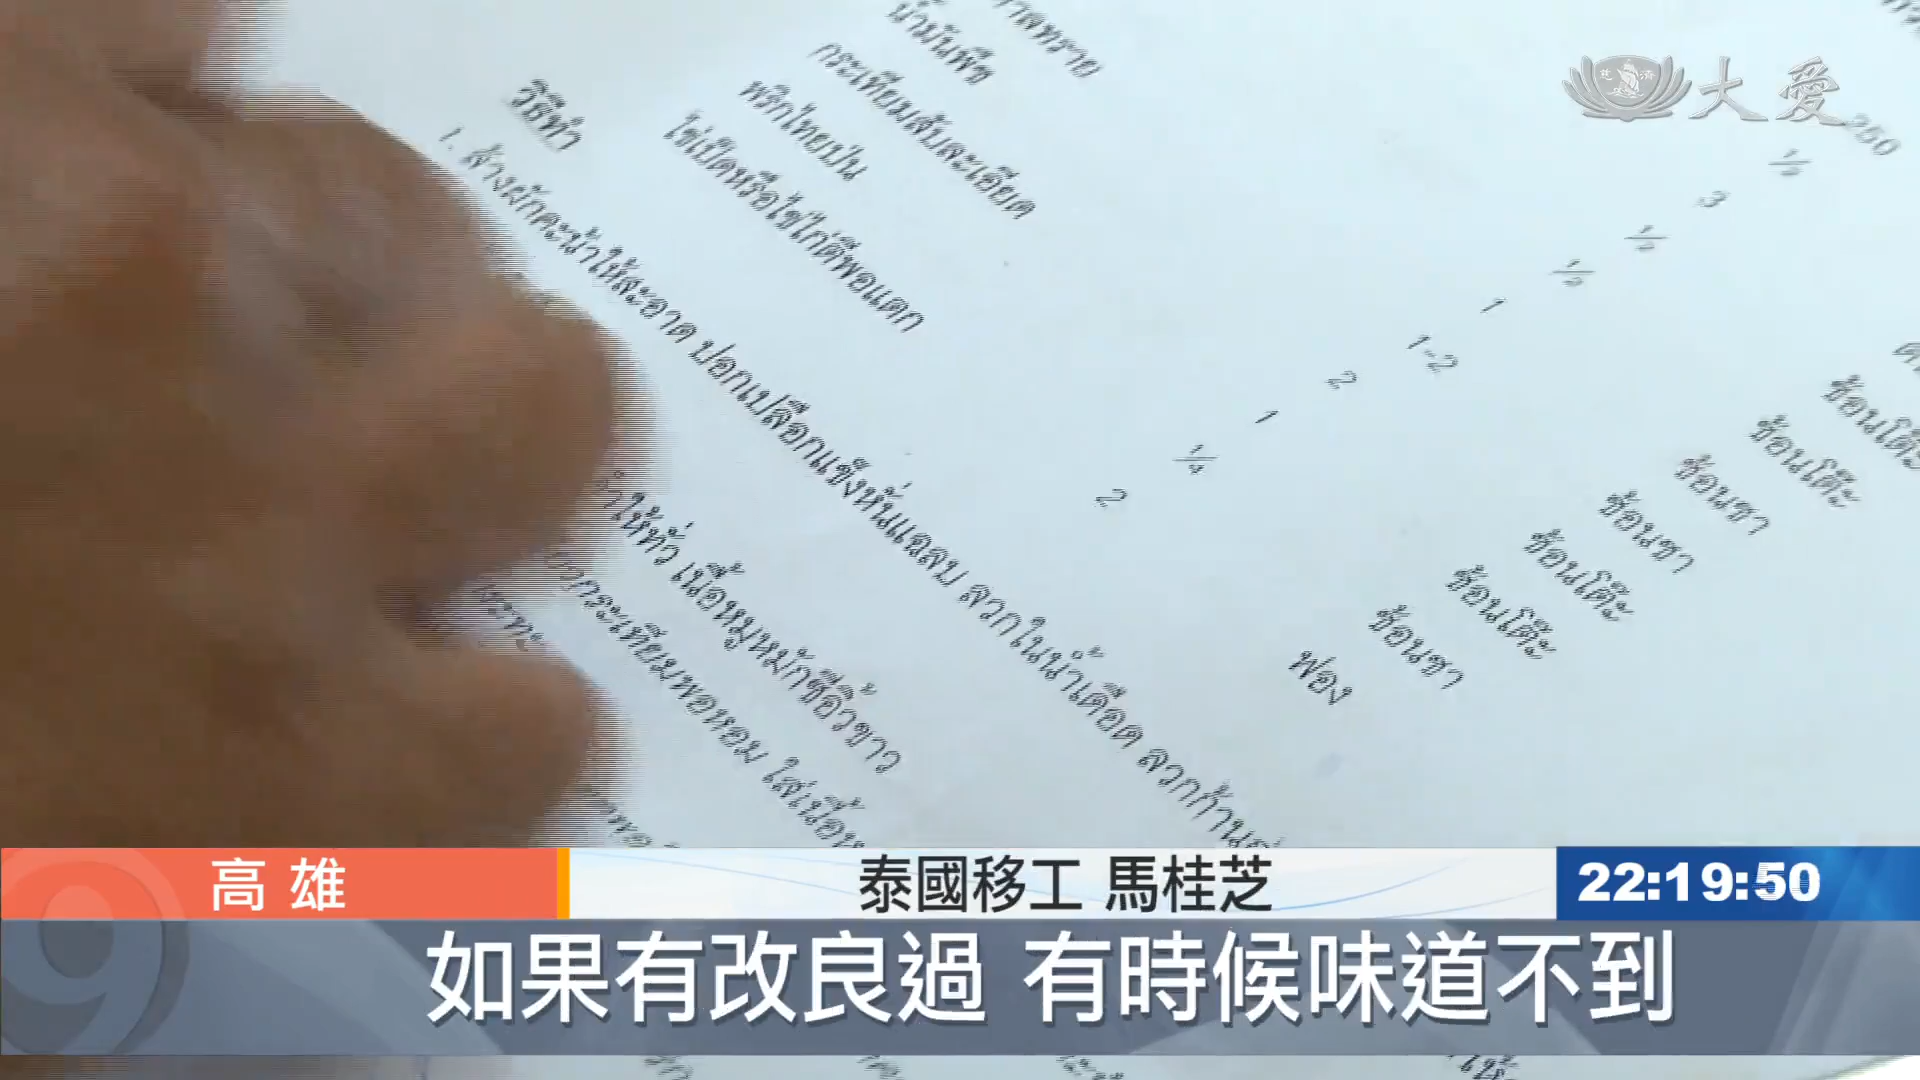 大愛
慈濟
250
าลทราย ½
น้ำมันพืช 3 ช้อนโต๊ะ
กระเทียมสับละเอียด
พริกไทยป่น
ไข่เป็ดหรือไข่ไก่ตีพอแตก
½
½
1
1-2
2
1
¼
2
ช้อนโต๊ะ
ช้อนชา
ช้อนชา
ช้อนโต๊ะ
ช้อนโต๊ะ
ช้อนชา
ฟอง
วิธีทำ
1. ล้างผักคะน้าให้สะอาด ปอกเปลือกแข็งหั่นแฉลบ ลวกในน้ำเดือด ลวกก้าน
ให้ทั่ว เนื้อหมูหมักซีอิ๊วขาว
กระเทียมพอหอม ใส่เนื้อ
高雄
泰國移工 馬桂芝
22:19:50
如果有改良過 有時候味道不到